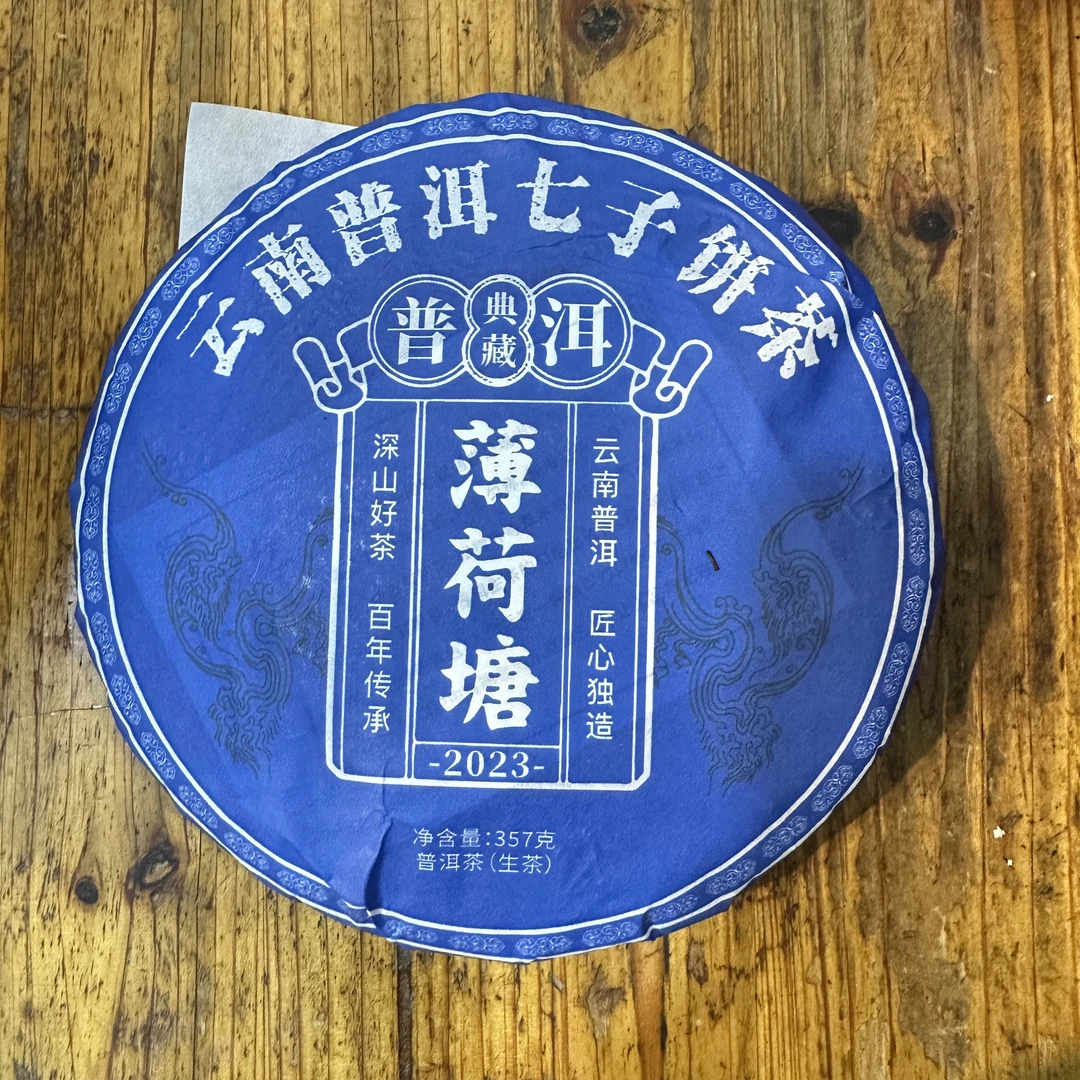 云南普洱七子饼茶
普典藏洱
云南普洱 匠心独造
薄荷塘
深山好茶 百年传承
-2023-
净含量：357克
普洱茶（生茶）